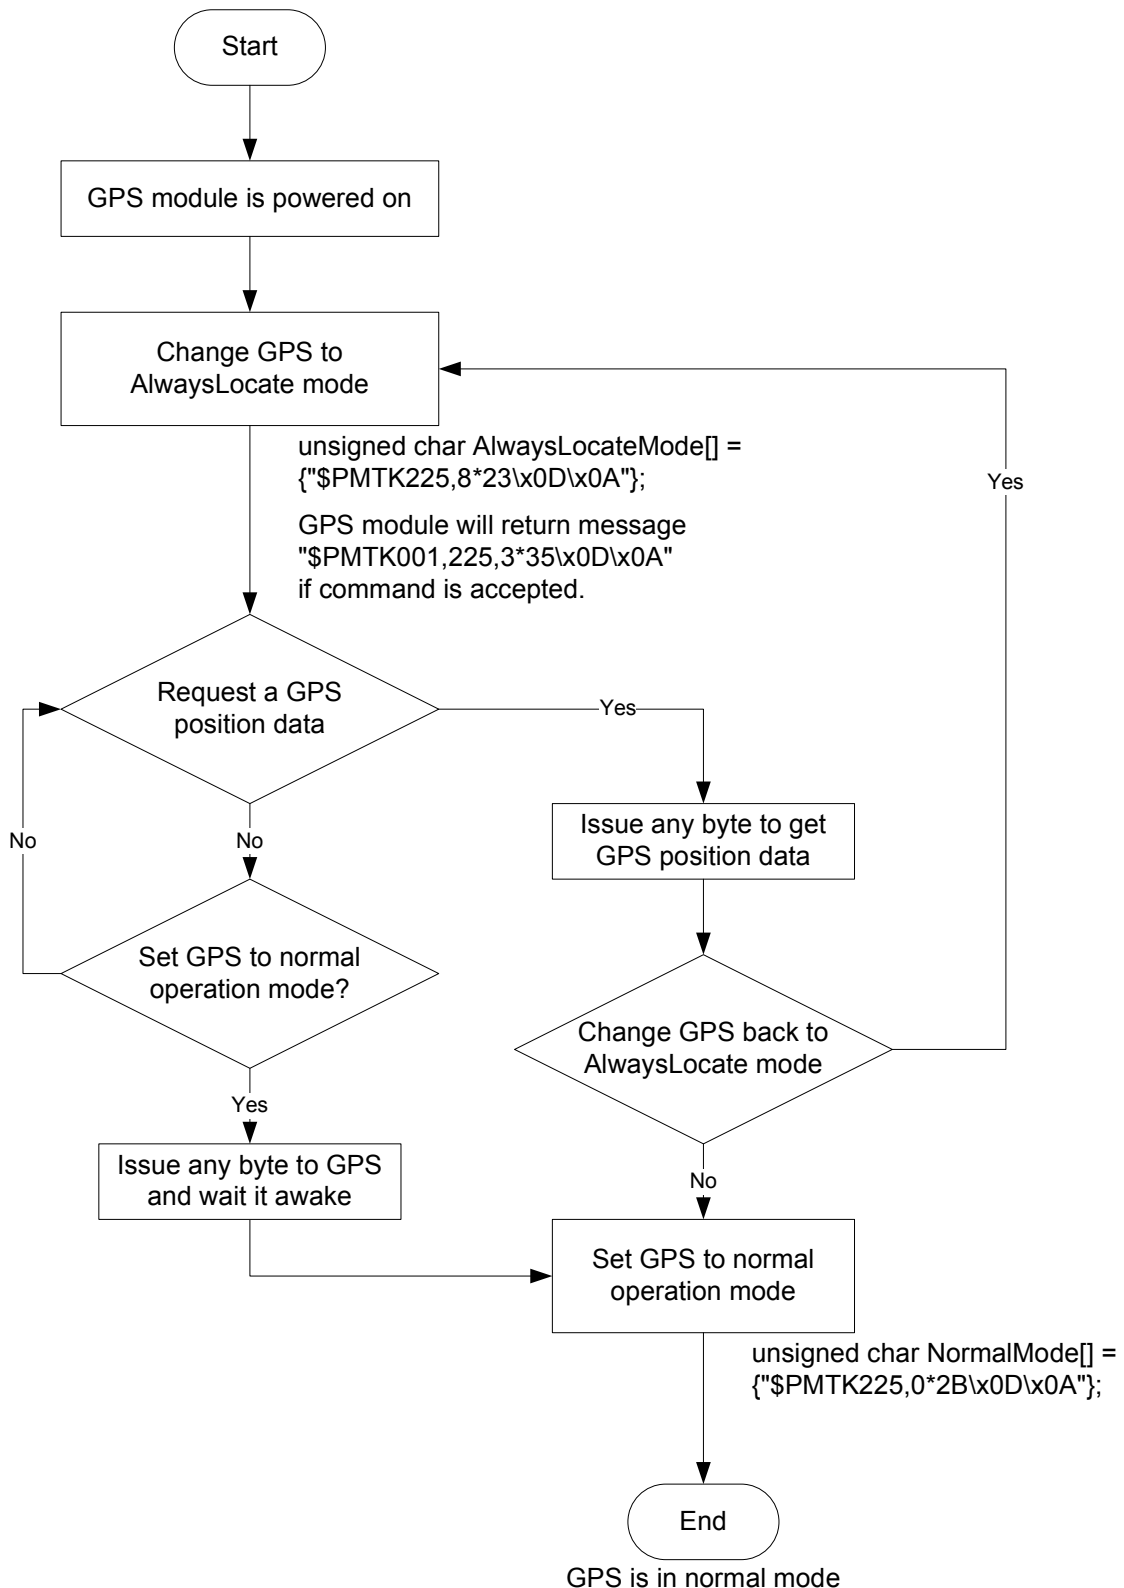 Start
GPS module is powered on
Change GPS to
AlwaysLocate mode
unsigned char AlwaysLocateMode[] =
{"$PMTK225,8*23\x0D\x0A"};
Yes
GPS module will return message
"$PMTK001,225,3*35\x0D\x0A"
if command is accepted.
Request a GPS
position data
Yes
No
No
Issue any byte to get
GPS position data
Set GPS to normal
operation mode?
Change GPS back to
AlwaysLocate mode
Yes
Issue any byte to GPS
and wait it awake
No
Set GPS to normal
operation mode
unsigned char NormalMode[] =
{"$PMTK225,0*2B\x0D\x0A"};
End
GPS is in normal mode